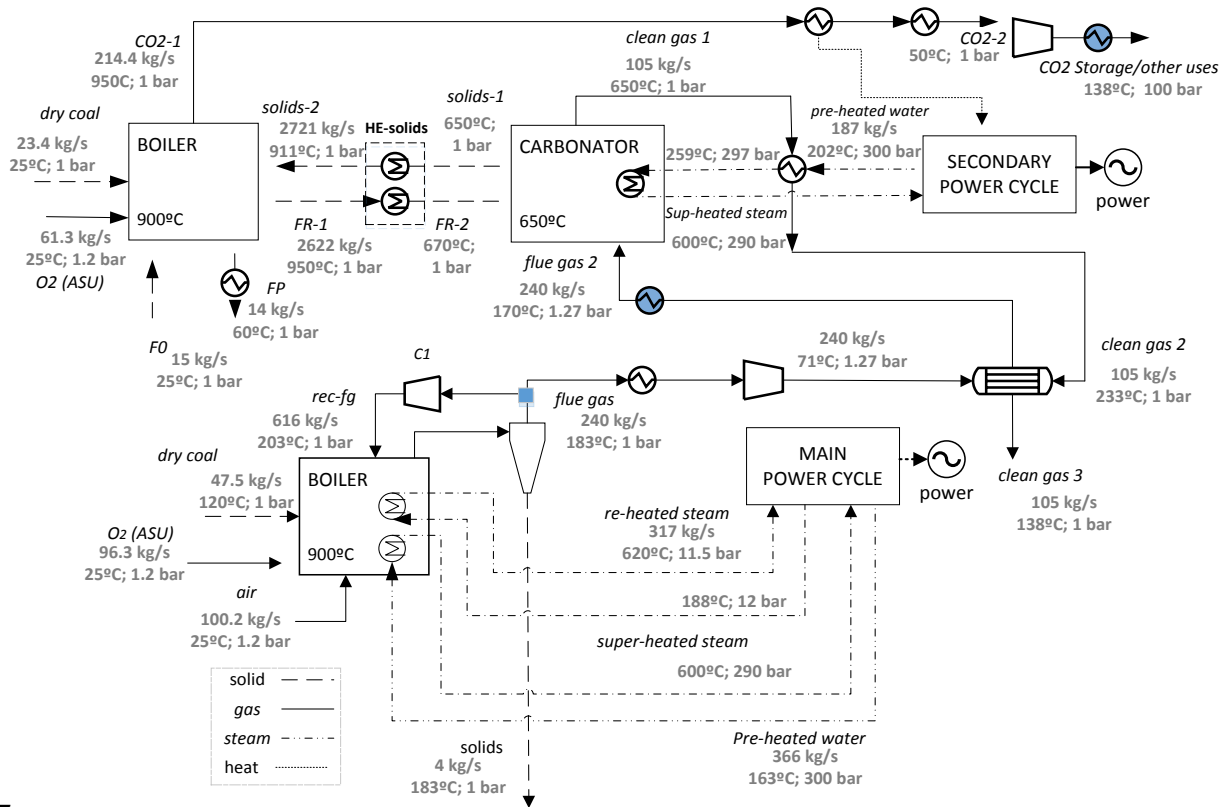 CO2-1
214.4 kg/s
950C; 1 bar
clean gas 1
105 kg/s
650ºC; 1 bar
CO2-2
50ºC; 1 bar
CO2 Storage/other uses
138ºC; 100 bar
dry coal
23.4 kg/s
25ºC; 1 bar
BOILER
900ºC
solids-2
2721 kg/s
911ºC; 1 bar
HE-solids
solids-1
650ºC;
1 bar
CARBONATOR
650ºC
259ºC; 297 bar
pre-heated water
187 kg/s
202ºC; 300 bar
SECONDARY
POWER CYCLE
power
61.3 kg/s
25ºC; 1.2 bar
O2 (ASU)
FR-1
2622 kg/s
950ºC; 1 bar
FR-2
670ºC;
1 bar
Sup-heated steam
600ºC; 290 bar
flue gas 2
240 kg/s
170ºC; 1.27 bar
FP
14 kg/s
60ºC; 1 bar
F0
15 kg/s
25ºC; 1 bar
C1
240 kg/s
71ºC; 1.27 bar
clean gas 2
105 kg/s
233ºC; 1 bar
rec-fg
616 kg/s
203ºC; 1 bar
flue gas
240 kg/s
183ºC; 1 bar
dry coal
47.5 kg/s
120ºC; 1 bar
BOILER
900ºC
MAIN
POWER CYCLE
power
clean gas 3
105 kg/s
138ºC; 1 bar
O2 (ASU)
96.3 kg/s
25ºC; 1.2 bar
re-heated steam
317 kg/s
620ºC; 11.5 bar
air
100.2 kg/s
25ºC; 1.2 bar
188ºC; 12 bar
super-heated steam
600ºC; 290 bar
solid
gas
steam
heat
solids
4 kg/s
183ºC; 1 bar
Pre-heated water
366 kg/s
163ºC; 300 bar